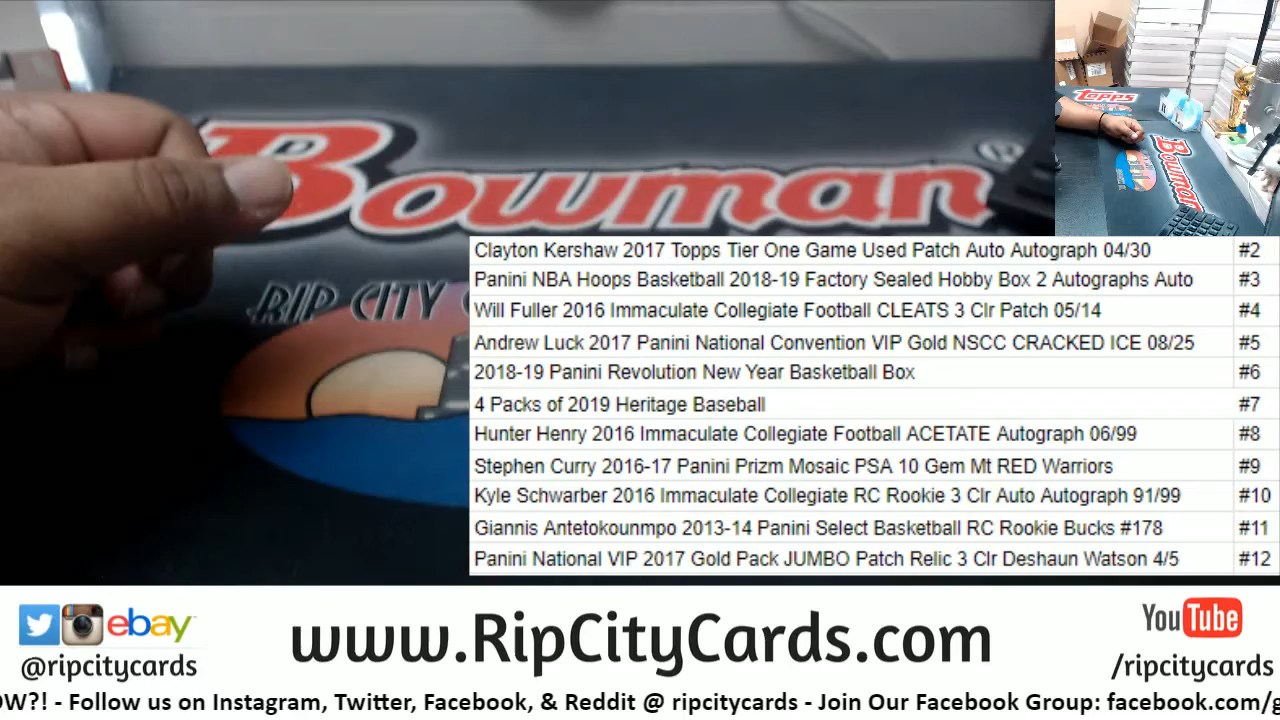 Bowman®
RIP CITY
Topps
Bowman
Clayton Kershaw 2017 Topps Tier One Game Used Patch Auto Autograph 04/30 #2
Panini NBA Hoops Basketball 2018-19 Factory Sealed Hobby Box 2 Autographs Auto #3
Will Fuller 2016 Immaculate Collegiate Football CLEATS 3 Clr Patch 05/14 #4
Andrew Luck 2017 Panini National Convention VIP Gold NSCC CRACKED ICE 08/25 #5
2018-19 Panini Revolution New Year Basketball Box #6
4 Packs of 2019 Heritage Baseball #7
Hunter Henry 2016 Immaculate Collegiate Football ACETATE Autograph 06/99 #8
Stephen Curry 2016-17 Panini Prizm Mosaic PSA 10 Gem Mt RED Warriors #9
Kyle Schwarber 2016 Immaculate Collegiate RC Rookie 3 Clr Auto Autograph 91/99 #10
Giannis Antetokounmpo 2013-14 Panini Select Basketball RC Rookie Bucks #178 #11
Panini National VIP 2017 Gold Pack JUMBO Patch Relic 3 Clr Deshaun Watson 4/5 #12
ebay
@ripcitycards
www.RipCityCards.com
YouTube
/ripcitycards
OW?! - Follow us on Instagram, Twitter, Facebook, & Reddit @ ripcitycards - Join Our Facebook Group: facebook.com/g